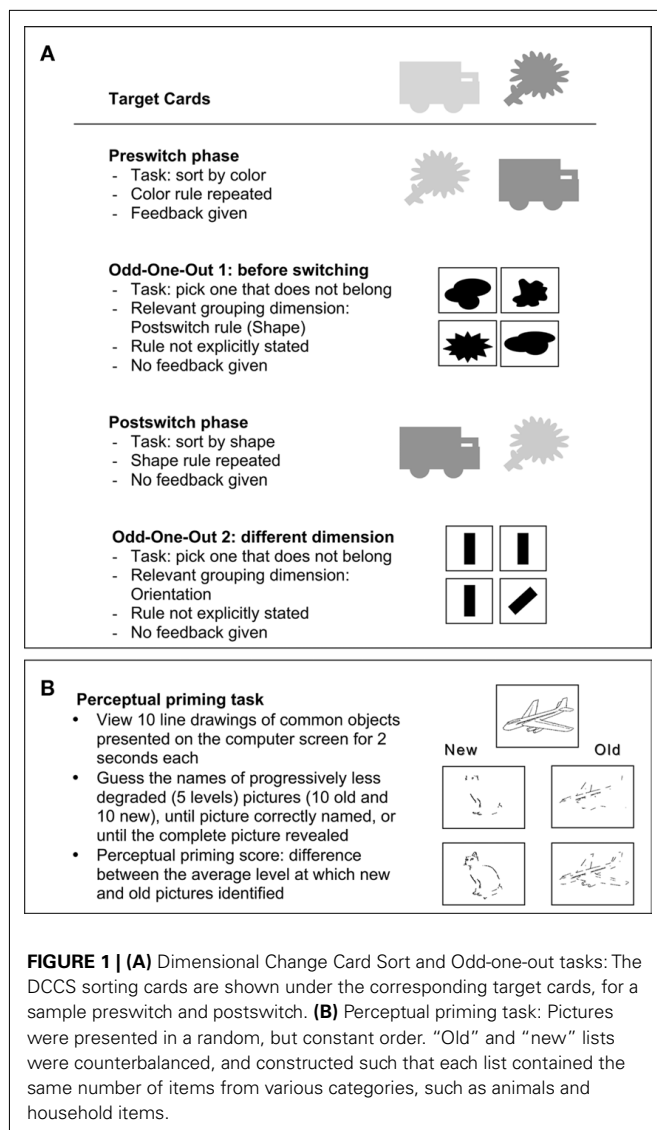 A
Target Cards
Preswitch phase
- Task: sort by color
- Color rule repeated
- Feedback given
Odd-One-Out 1: before switching
- Task: pick one that does not belong
- Relevant grouping dimension:
Postswitch rule (Shape)
- Rule not explicitly stated
- No feedback given
Postswitch phase
- Task: sort by shape
- Shape rule repeated
- No feedback given
Odd-One-Out 2: different dimension
- Task: pick one that does not belong
- Relevant grouping dimension:
Orientation
- Rule not explicitly stated
- No feedback given
B
Perceptual priming task
• View 10 line drawings of common objects
presented on the computer screen for 2
seconds each
• Guess the names of progressively less
degraded (5 levels) pictures (10 old and
10 new), until picture correctly named, or
until the complete picture revealed
• Perceptual priming score: difference
between the average level at which new
and old pictures identified
New Old
FIGURE 1 | (A) Dimensional Change Card Sort and Odd-one-out tasks: The
DCCS sorting cards are shown under the corresponding target cards, for a
sample preswitch and postswitch. (B) Perceptual priming task: Pictures
were presented in a random, but constant order. “Old” and “new” lists
were counterbalanced, and constructed such that each list contained the
same number of items from various categories, such as animals and
household items.